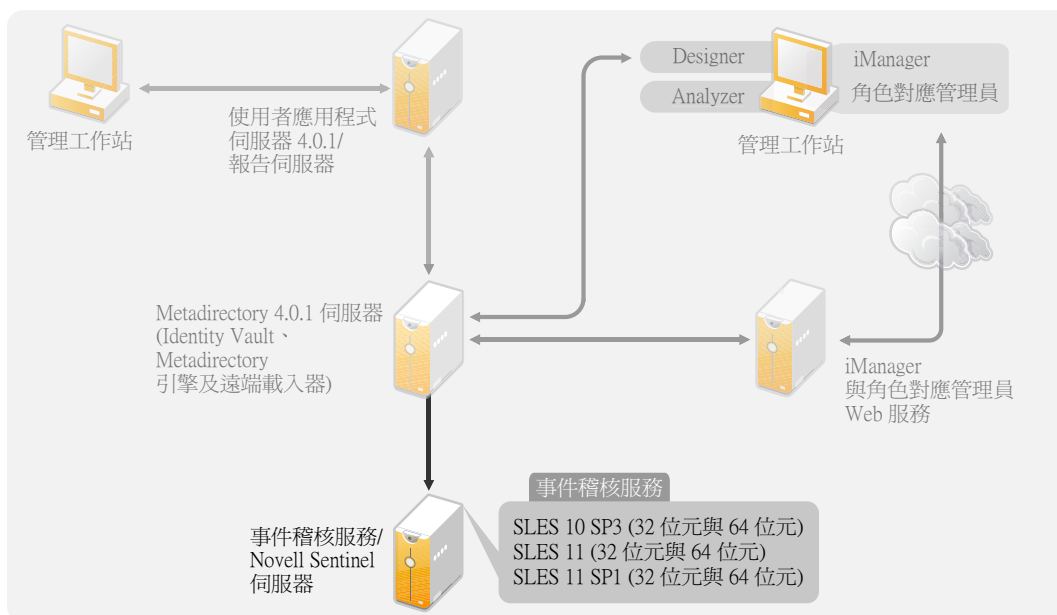 Designer
Analyzer
iManager
角色對應管理員
管理工作站
使用者應用程式
伺服器 4.0.1/
報告伺服器
管理工作站
Metadirectory 4.0.1 伺服器
(Identity Vault、
Metadirectory
引擎及遠端載入器)
iManager
與角色對應管理員
Web 服務
事件稽核服務
SLES 10 SP3 (32 位元與 64 位元)
SLES 11 (32 位元與 64 位元)
SLES 11 SP1 (32 位元與 64 位元)
事件稽核服務/
Novell Sentinel
伺服器